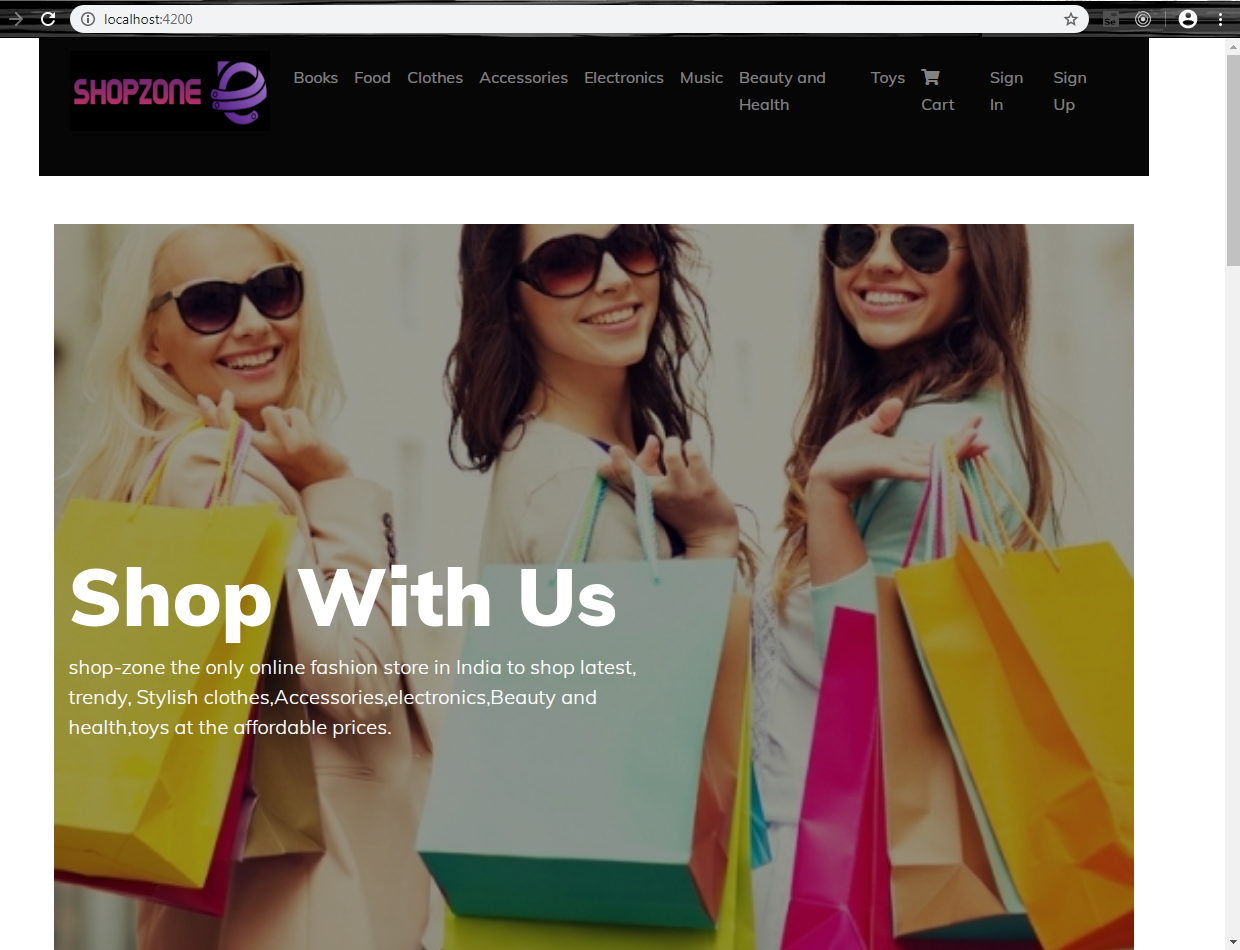 localhost:4200
Se
SHOPZONE
Books Food Clothes Accessories Electronics Music Beauty and Health Toys Cart Sign In Sign Up
Shop With Us
shop-zone the only online fashion store in India to shop latest,
trendy, Stylish clothes,Accessories,electronics,Beauty and
health,toys at the affordable prices.